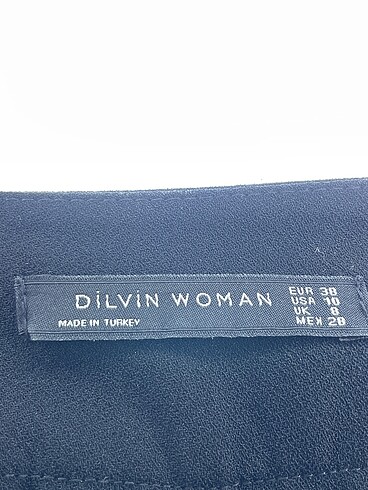 DiLViN WOMAN
MADE IN TURKEY
EUR 38
USA 10
UK 8
MEX 28